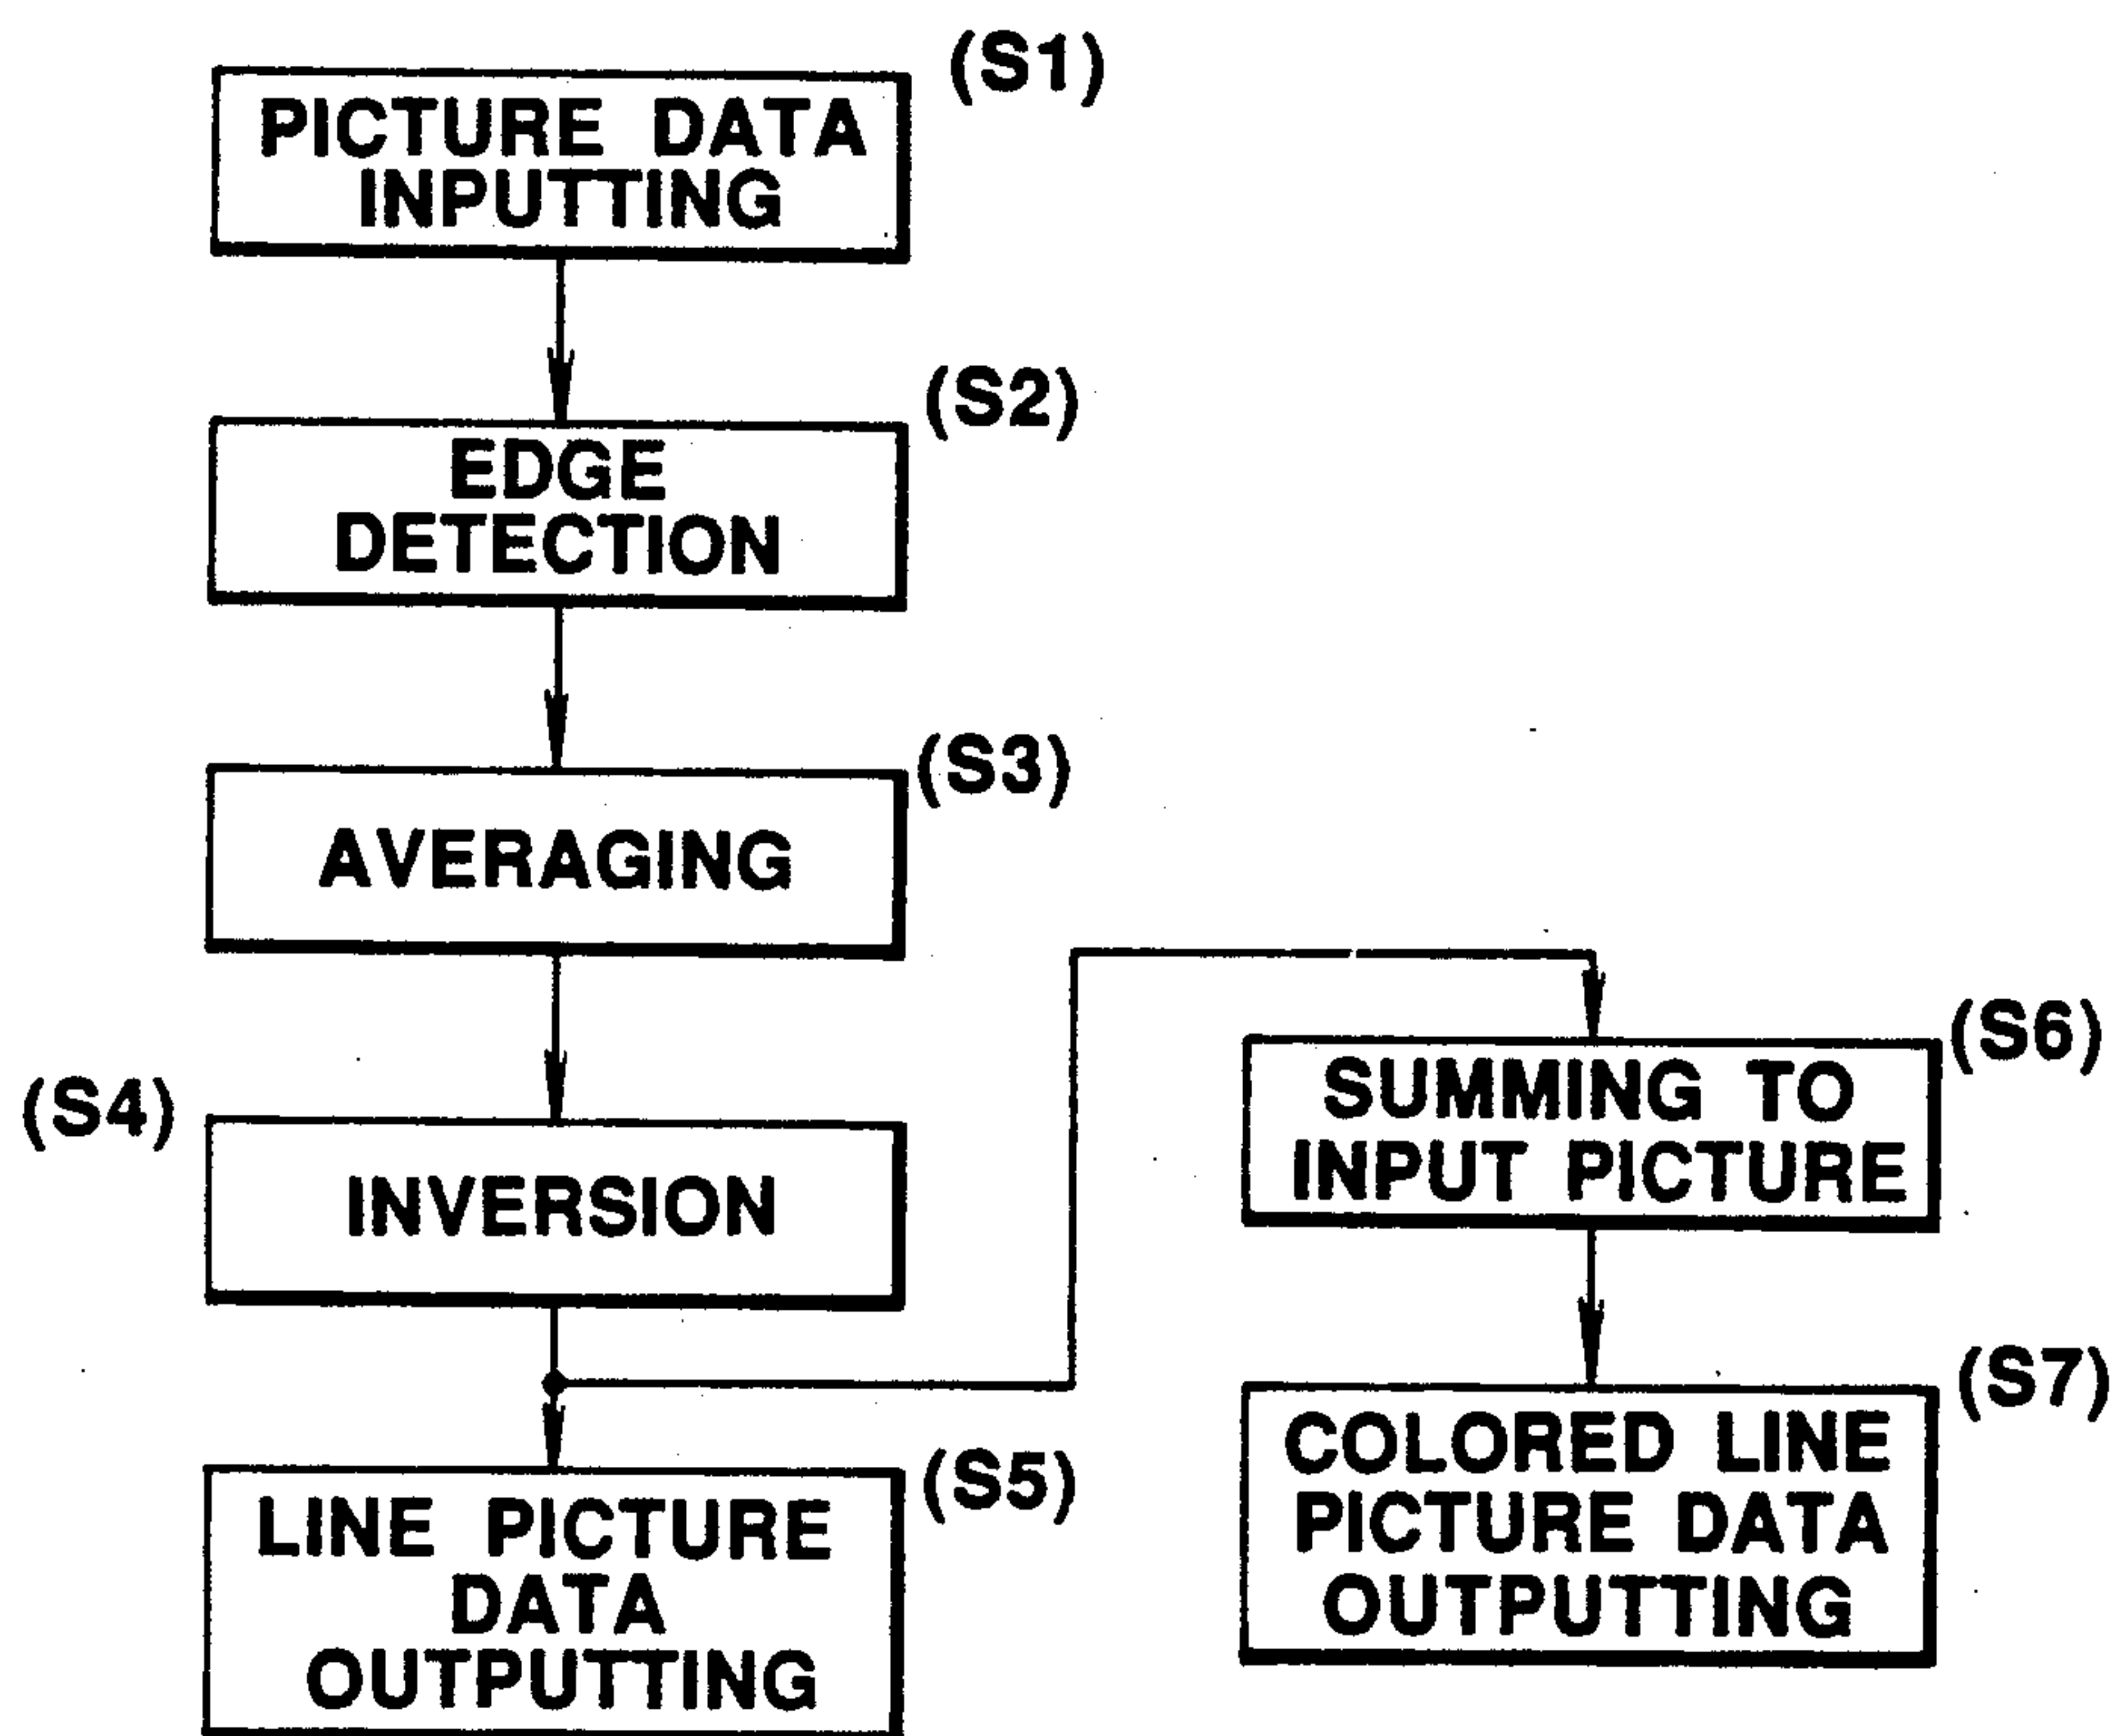 (S1)
PICTURE DATA
INPUTTING
(S2)
EDGE
DETECTION
(S3)
AVERAGING
(S4)
INVERSION
(S5)
LINE PICTURE
DATA
OUTPUTTING
(S6)
SUMMING TO
INPUT PICTURE
(S7)
COLORED LINE
PICTURE DATA
OUTPUTTING